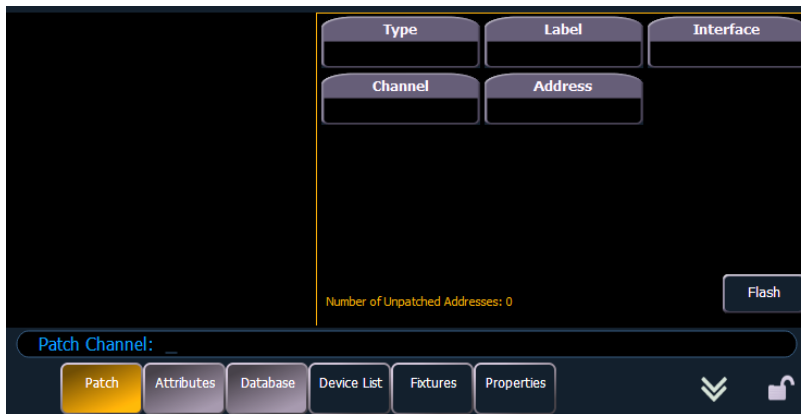 Type Label Interface
Channel Address
Number of Unpatched Addresses: 0
Flash
Patch Channel: _
Patch Attributes Database Device List Fixtures Properties